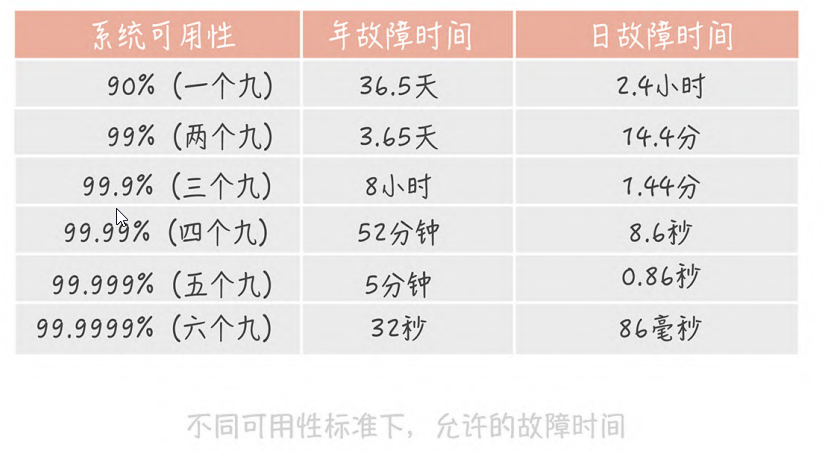 系统可用性 年故障时间 日故障时间
90%（一个九） 36.5天 2.4小时
99%（两个九） 3.65天 14.4分
99.9%（三个九） 8小时 1.44分
99.99%（四个九） 52分钟 8.6秒
99.999%（五个九） 5分钟 0.86秒
99.9999%（六个九） 32秒 86毫秒
不同可用性标准下，允许的故障时间